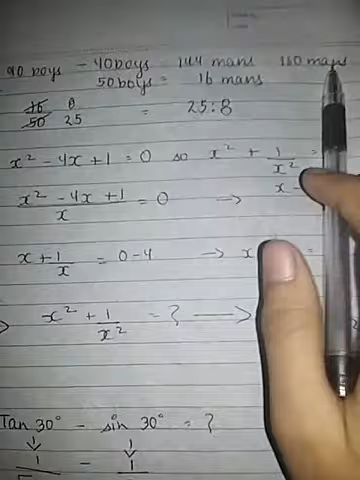 90 boys - 40 boys 144 mans 160 mans
50 boys = 16 mans
16 8 = 25:8
50 25
x² - 4x + 1 = 0 so x² + 1/x² =
x² - 4x + 1 / x = 0 → x
x + 1/x = 0 - 4 → x =
x² + 1/x² = ? →
Tan 30° - sin 30° = ?
↓ ↓
1 - 1